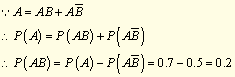 ∵ A = AB + AB̅
∴ P(A) = P(AB) + P(AB̅)
∴ P(AB) = P(A) − P(AB̅) = 0.7 − 0.5 = 0.2